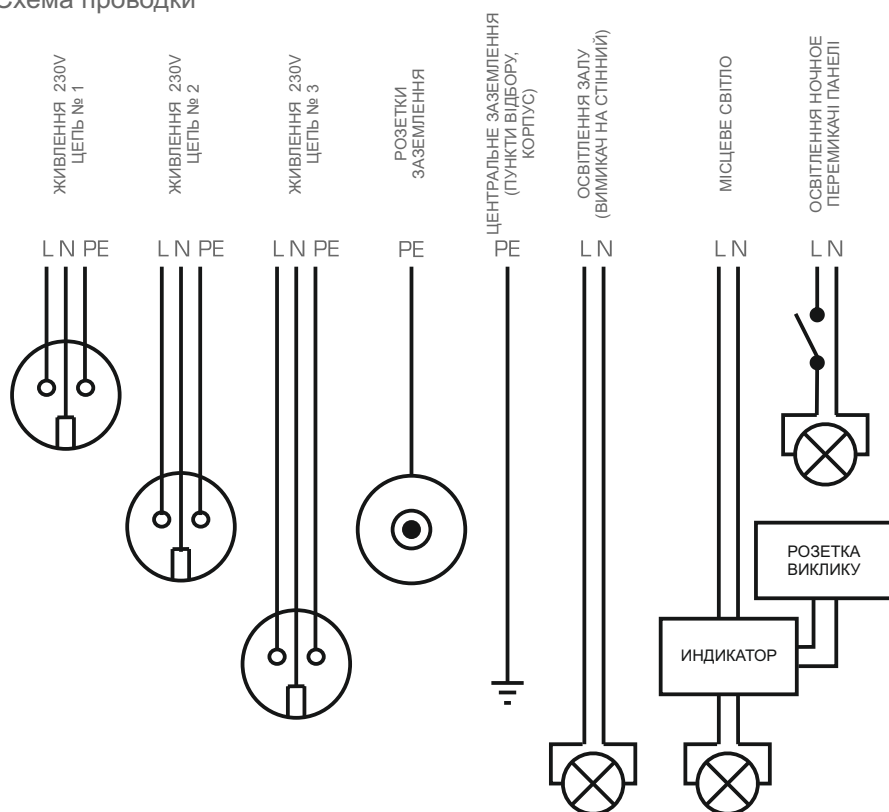 Схема проводки
ЖИВЛЕННЯ 230V
ЦЕПЬ № 1
ЖИВЛЕННЯ 230V
ЦЕПЬ № 2
ЖИВЛЕННЯ 230V
ЦЕПЬ № 3
РОЗЕТКИ
ЗАЗЕМЛЕННЯ
ЦЕНТРАЛЬНЕ ЗАЗЕМЛЕННЯ
(ПУНКТИ ВІДБОРУ,
КОРПУС)
ОСВІТЛЕННЯ ЗАЛУ
(ВИМИКАЧ НА СТІННИЙ)
МІСЦЕВЕ СВІТЛО
ОСВІТЛЕННЯ НОЧНОЕ
ПЕРЕМИКАЧІ ПАНЕЛІ
L N PE
L N PE
L N PE
PE
PE
L N
L N
L N
РОЗЕТКА
ВИКЛИКУ
ИНДИКАТОР